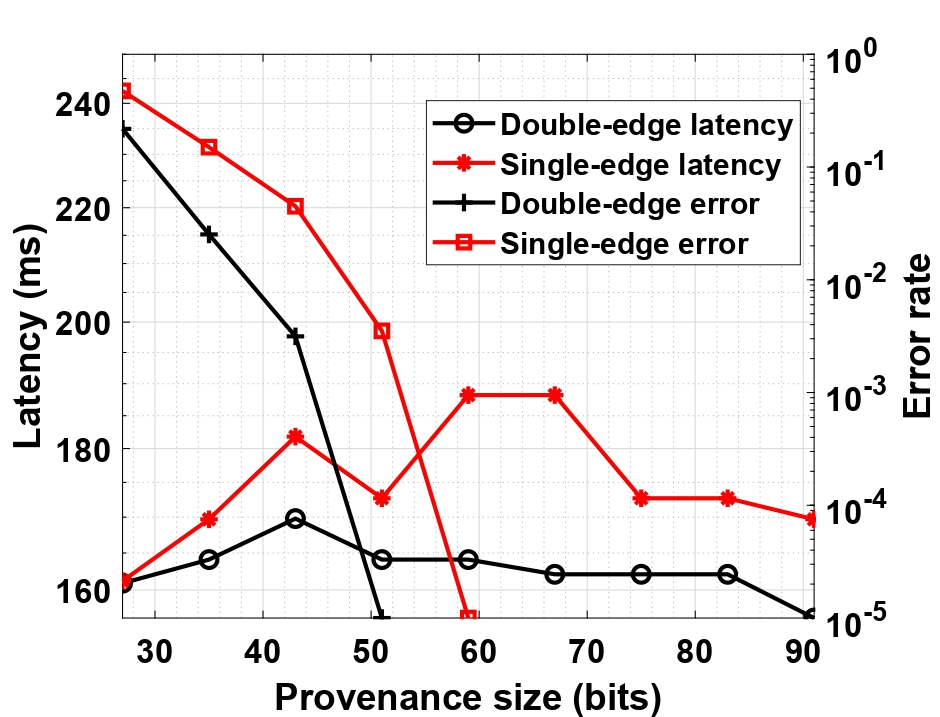 10^0
240
10^-1
220
10^-2
200
10^-3
180
10^-4
160
10^-5
Latency (ms)
Error rate
Double-edge latency
Single-edge latency
Double-edge error
Single-edge error
30 40 50 60 70 80 90
Provenance size (bits)